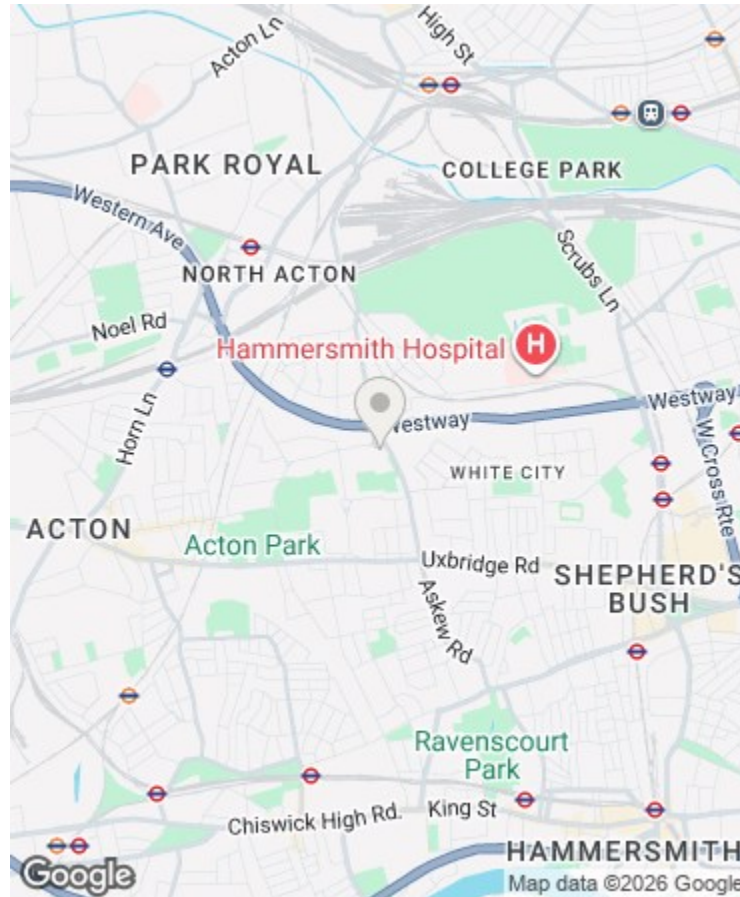 High St
Acton Ln
PARK ROYAL
COLLEGE PARK
Western Ave
Scrubs Ln
NORTH ACTON
Noel Rd
Hammersmith Hospital
H
Horn Ln
Westway
Westway
W Cross Rte
WHITE CITY
ACTON
Acton Park
Uxbridge Rd
SHEPHERD'S
BUSH
Askew Rd
Ravenscourt
Park
Chiswick High Rd.
King St
HAMMERSMITH
Google
Map data ©2026 Google